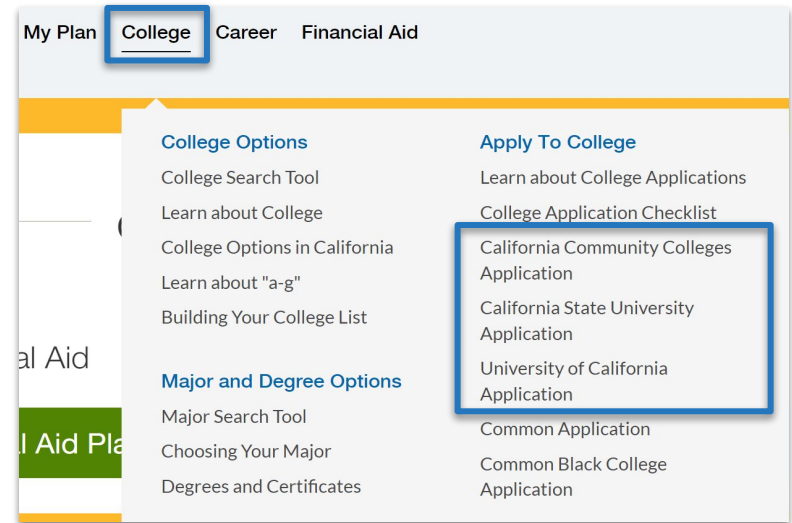 My Plan College Career Financial Aid
College Options
College Search Tool
Learn about College
College Options in California
Learn about "a-g"
Building Your College List
Major and Degree Options
Major Search Tool
Choosing Your Major
Degrees and Certificates
Apply To College
Learn about College Applications
College Application Checklist
California Community Colleges
Application
California State University
Application
University of California
Application
Common Application
Common Black College
Application
al Aid
l Aid Pla